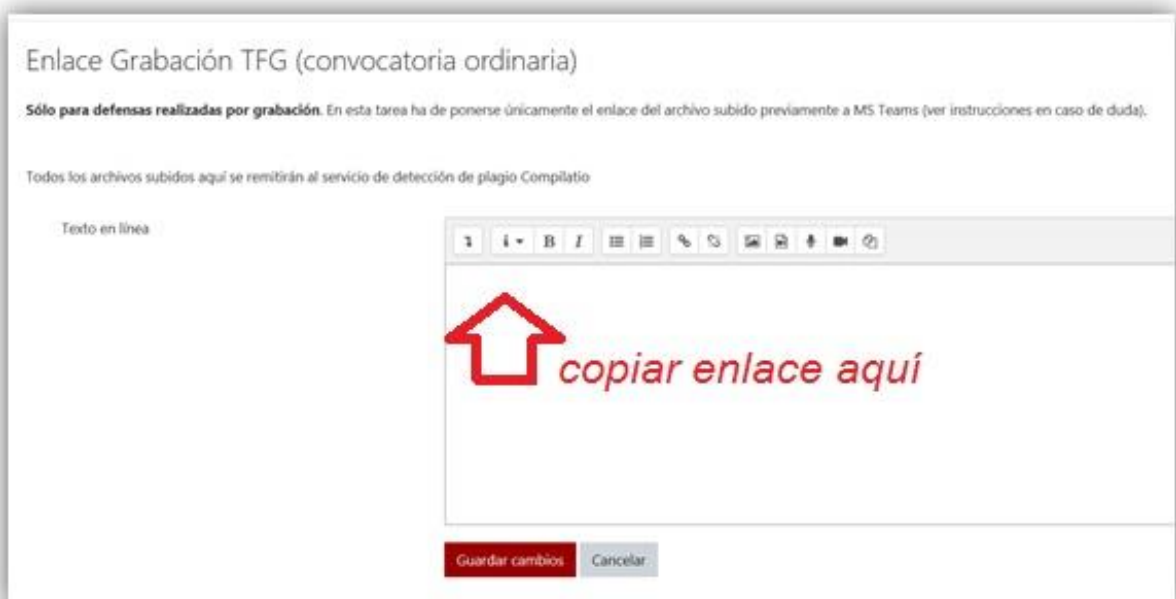 Enlace Grabación TFG (convocatoria ordinaria)
Sólo para defensas realizadas por grabación. En esta tarea ha de ponerse únicamente el enlace del archivo subido previamente a MS Teams (ver instrucciones en caso de duda).
Todos los archivos subidos aquí se remitirán al servicio de detección de plagio Compilatio
Texto en línea
B I
copiar enlace aquí
Guardar cambios Cancelar